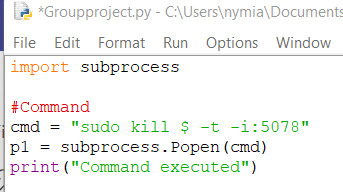 *Groupproject.py - C:\Users\nymia\Documents
File Edit Format Run Options Window
import subprocess
#Command
cmd = "sudo kill $ -t -i:5078"
p1 = subprocess.Popen(cmd)
print("Command executed")